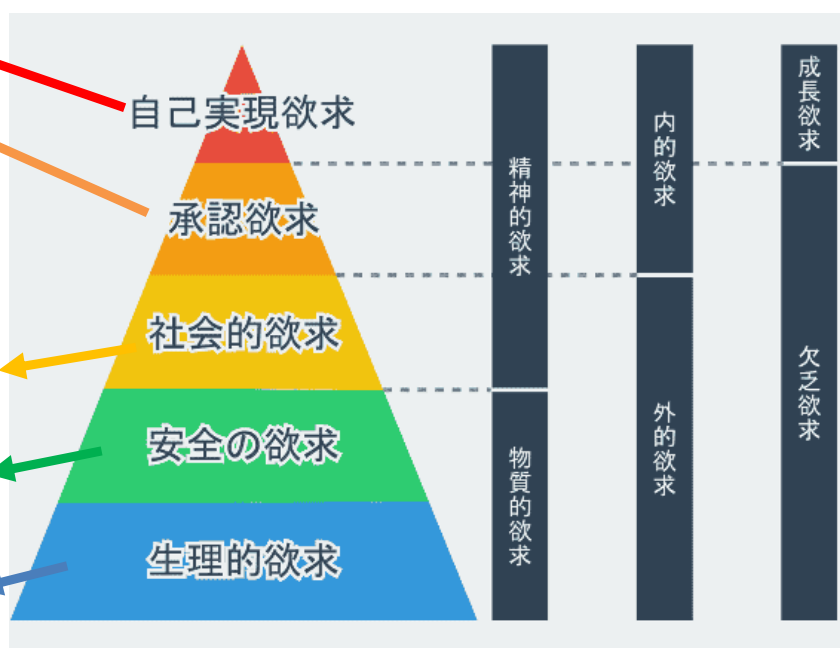 自己実現欲求
承認欲求
社会的欲求
安全の欲求
生理的欲求
精神的欲求
物質的欲求
内的欲求
外的欲求
成長欲求
欠乏欲求